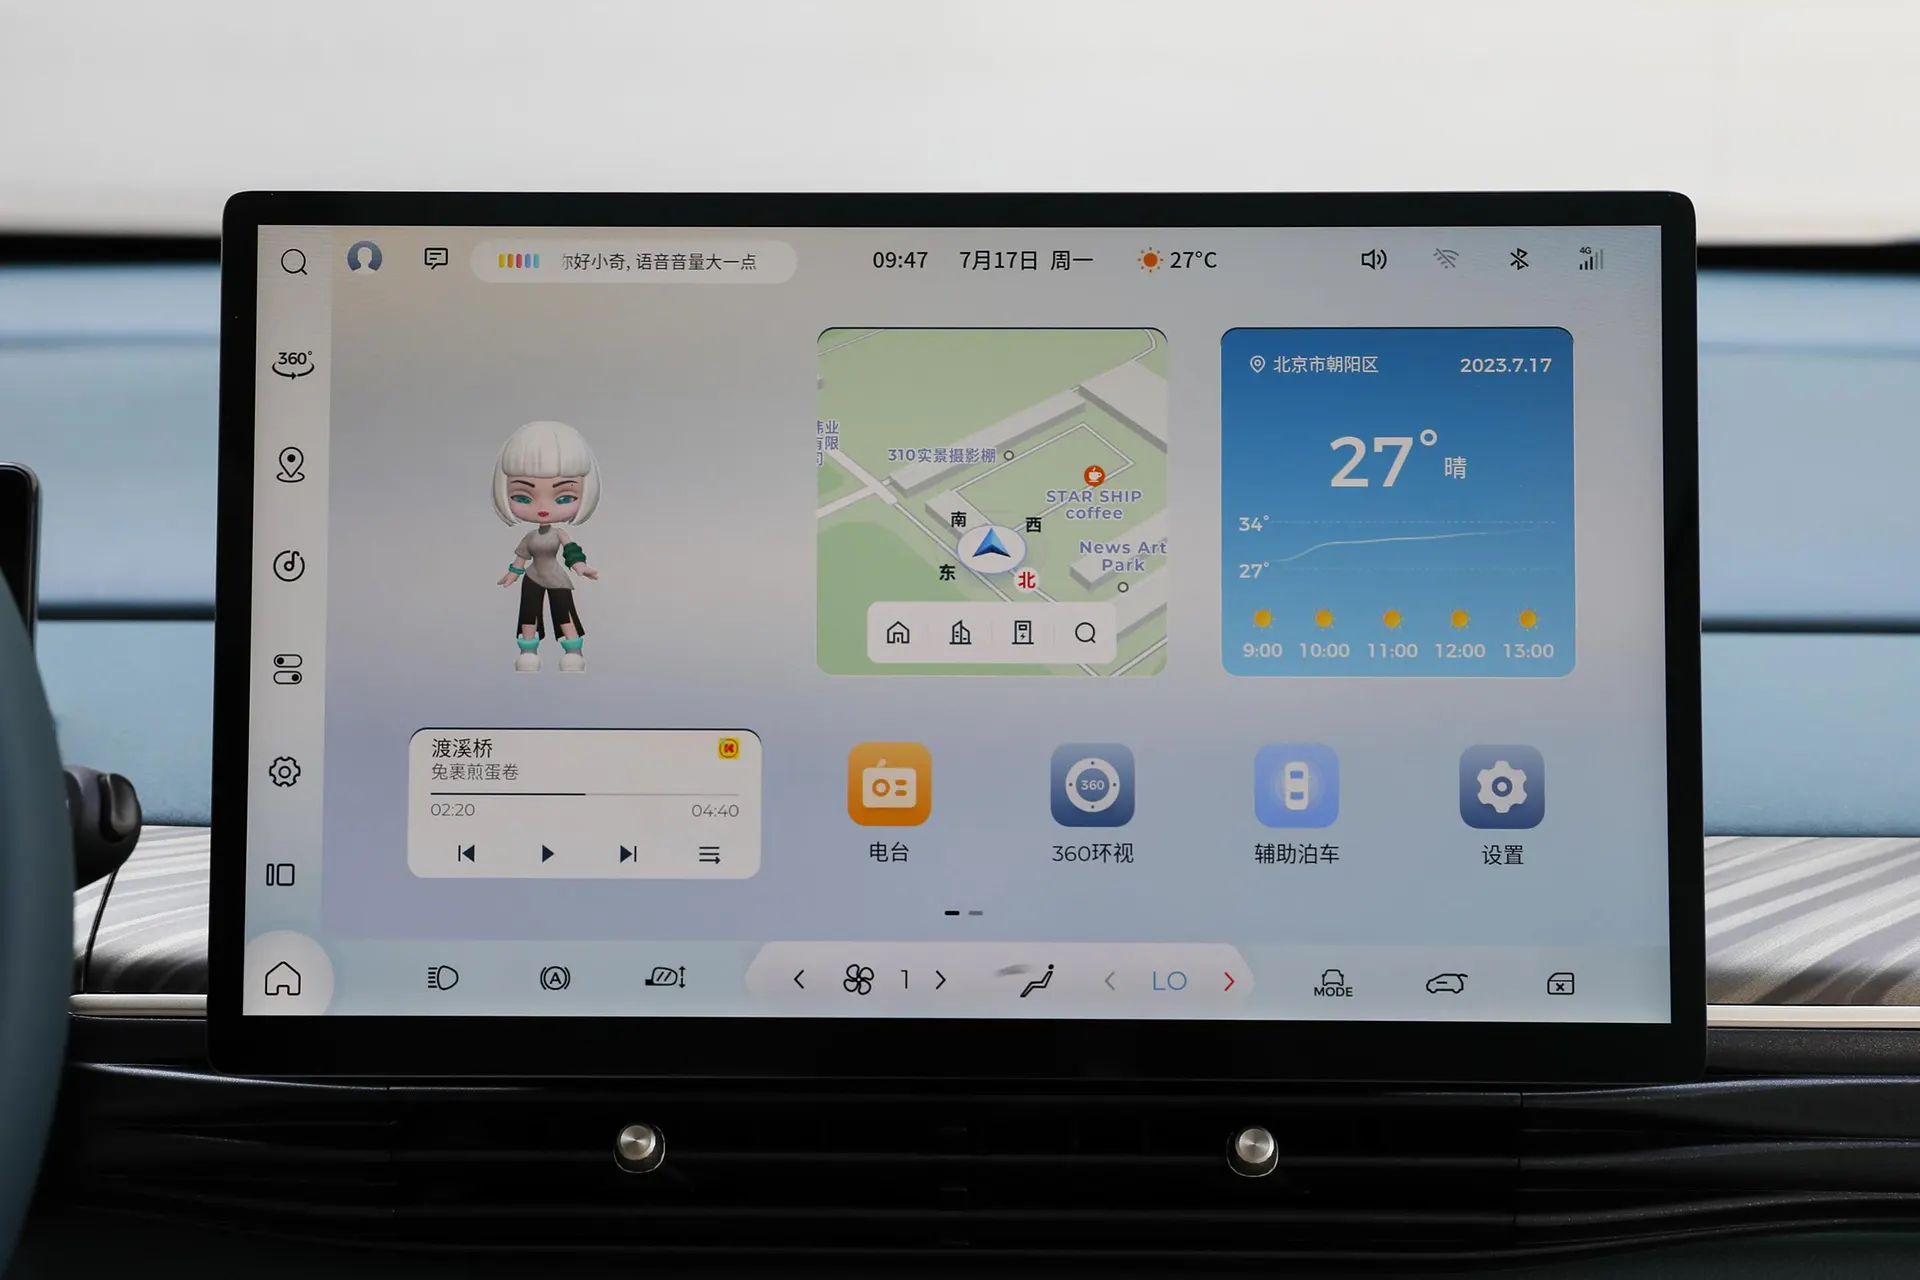 你好小奇, 语音音量大一点
09:47 7月17日 周一 27°C
4G
360°
310实景摄影棚
STAR SHIP
coffee
News Art
Park
南
西
东
北
北京市朝阳区 2023.7.17
27° 晴
34°
27°
9:00 10:00 11:00 12:00 13:00
渡溪桥
兔裹煎蛋卷
02:20 04:40
360
电台 360环视 辅助泊车 设置
A
1
LO
MODE